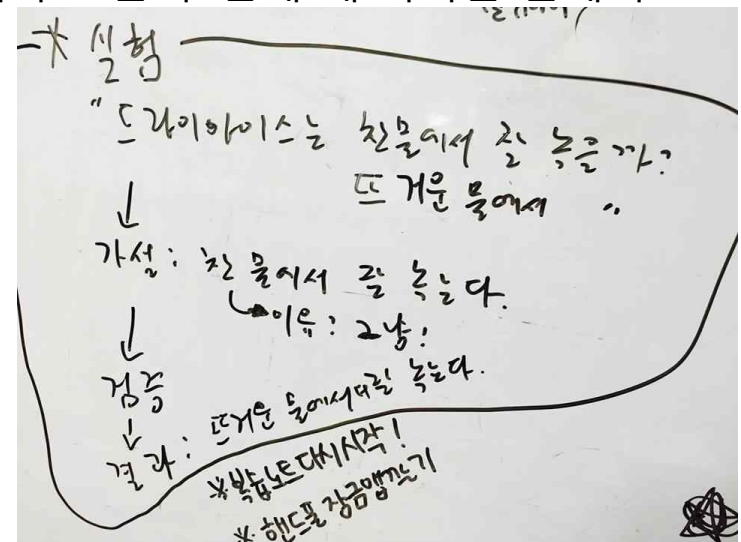 * 실험
"드라이아이스는 찬물에서 잘 녹을까?
뜨거운 물에서 "
↓
가설: 찬 물에서 잘 녹는다.
이유: 그냥!
↓
검증
↓
결과: 뜨거운 물에서 더 잘 녹는다.
※복습노트 다시시작!
※ 핸드폰 잠금앱 깔기